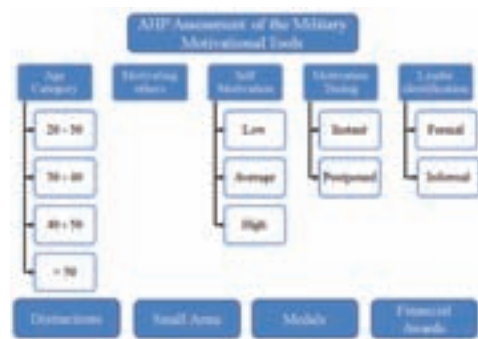 AHP Assessment of the Military
Motivational Tools
Age
Category
Motivating
others
Self
Motivation
Motivation
Timing
Leader
identification
20 - 30
30 - 40
40 - 50
> 50
Low
Average
High
Instant
Postponed
Formal
Informal
Distinctions
Small Arms
Medals
Financial
Awards